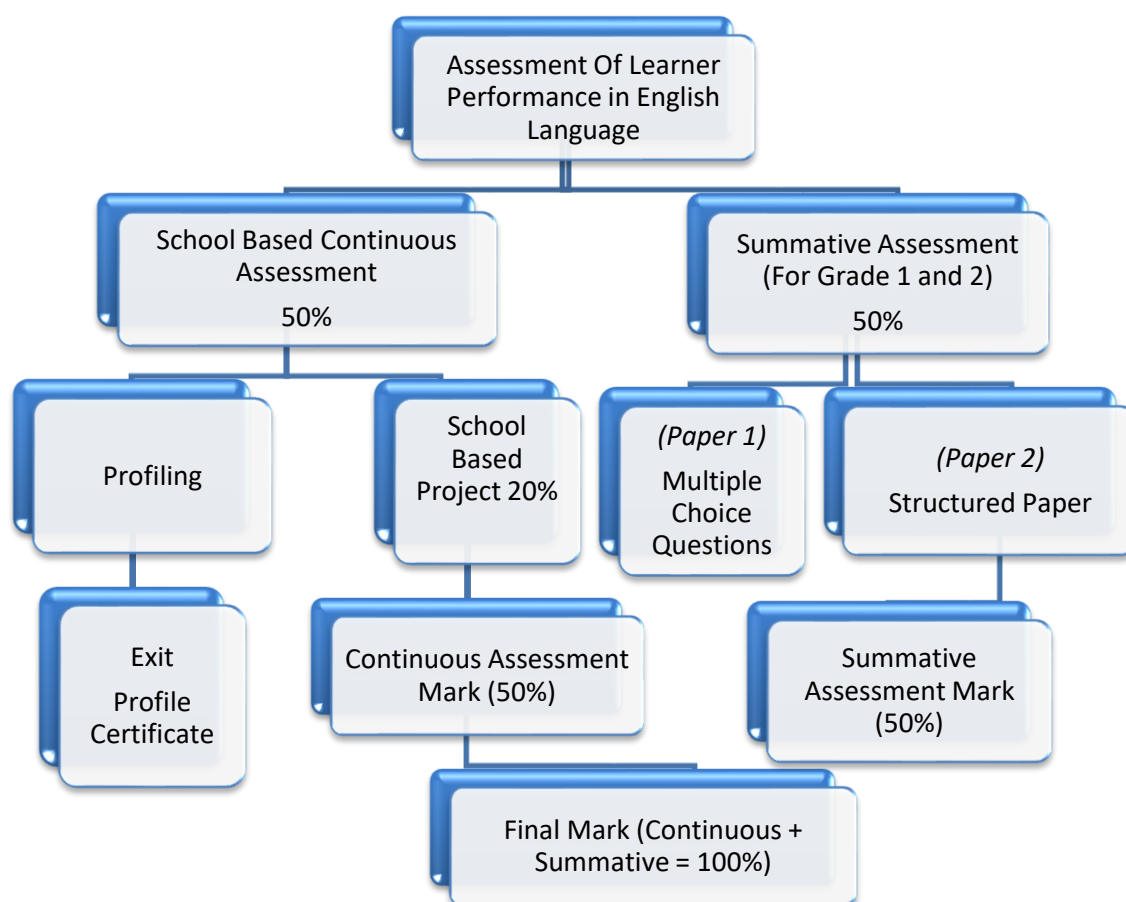 Assessment Of Learner
Performance in English
Language
School Based Continuous
Assessment
50%
Summative Assessment
(For Grade 1 and 2)
50%
Profiling
School
Based
Project 20%
(Paper 1)
Multiple
Choice
Questions
(Paper 2)
Structured Paper
Exit
Profile
Certificate
Continuous Assessment
Mark (50%)
Summative
Assessment Mark
(50%)
Final Mark (Continuous +
Summative = 100%)